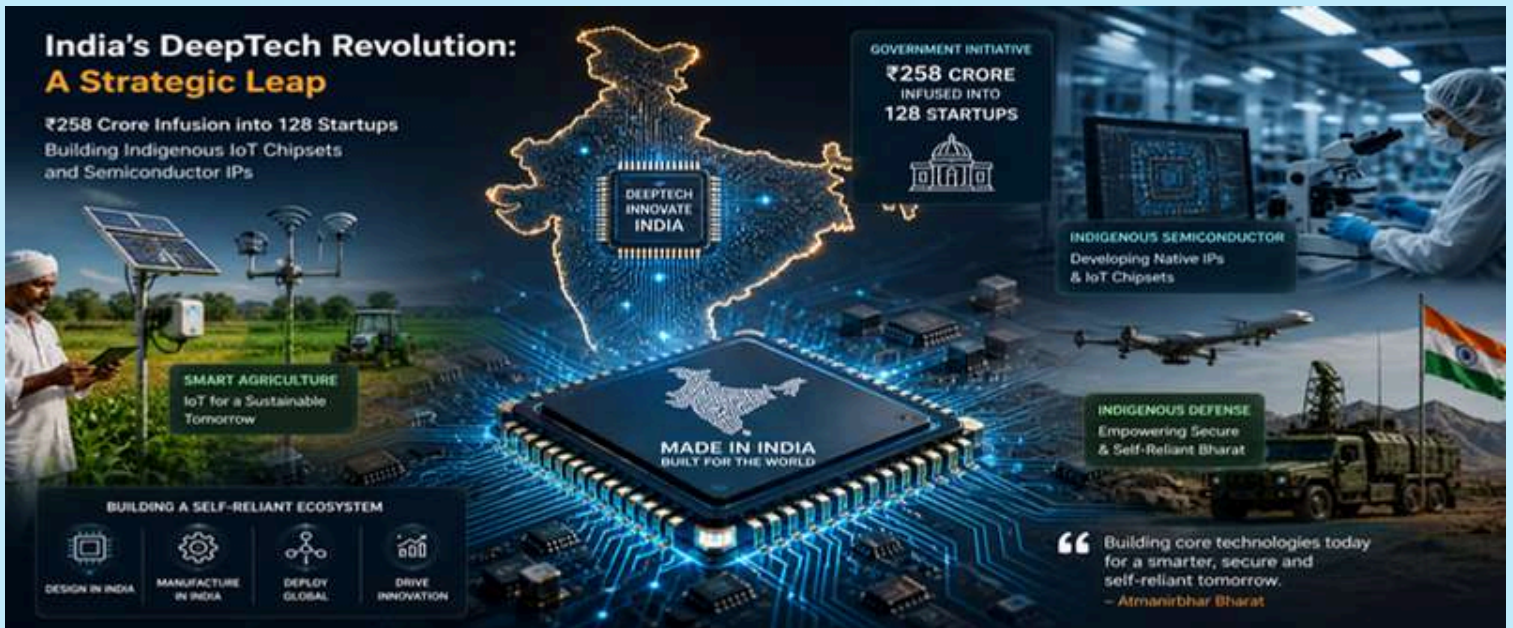 India's DeepTech Revolution:
A Strategic Leap
₹258 Crore Infusion into 128 Startups
Building Indigenous IoT Chipsets
and Semiconductor IPs
DEEPTECH
INNOVATE
INDIA
GOVERNMENT INITIATIVE
₹258 CRORE
INFUSED INTO
128 STARTUPS
INDIGENOUS SEMICONDUCTOR
Developing Native IPs
& IoT Chipsets
SMART AGRICULTURE
IoT for a Sustainable
Tomorrow
MADE IN INDIA
BUILT FOR THE WORLD
INDIGENOUS DEFENSE
Empowering Secure
& Self-Reliant Bharat
BUILDING A SELF-RELIANT ECOSYSTEM
DESIGN IN INDIA
MANUFACTURE
IN INDIA
DEPLOY
GLOBAL
DRIVE
INNOVATION
“ Building core technologies today
for a smarter, secure and
self-reliant tomorrow.
– Atmanirbhar Bharat